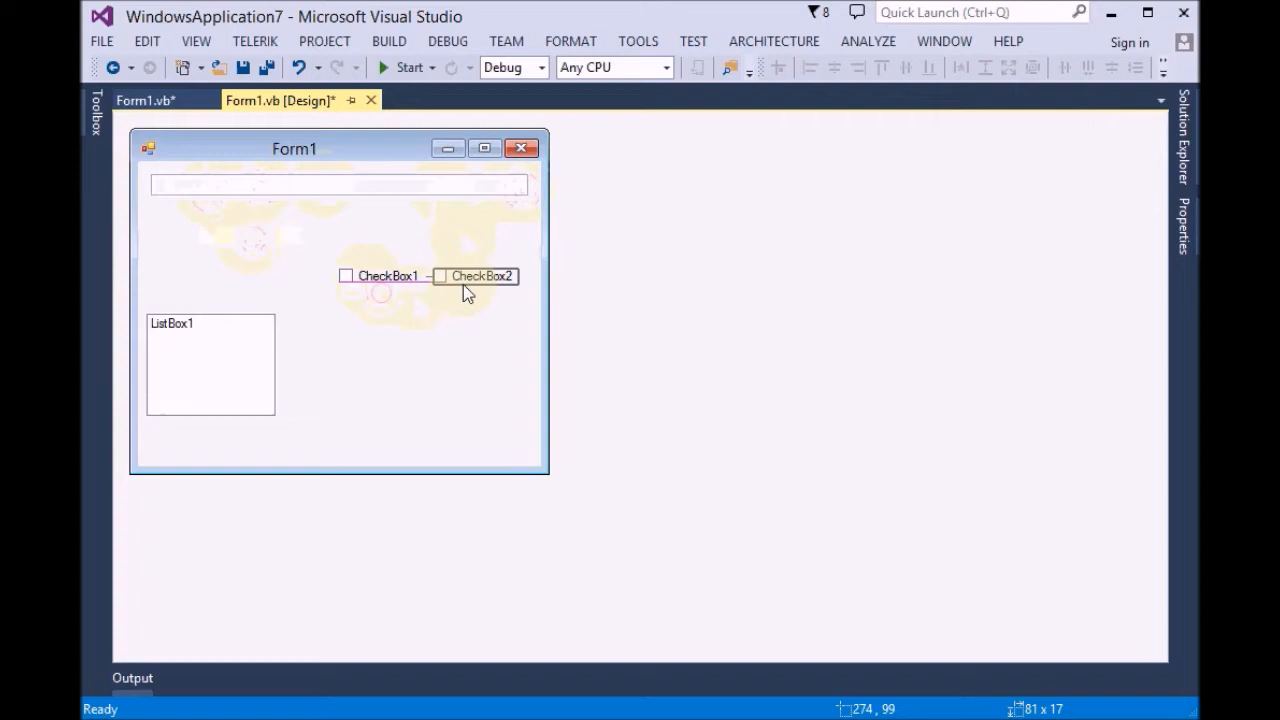 WindowsApplication7 - Microsoft Visual Studio
8
Quick Launch (Ctrl+Q)
FILE EDIT VIEW TELERIK PROJECT BUILD DEBUG TEAM FORMAT TOOLS TEST ARCHITECTURE ANALYZE WINDOW HELP Sign in
Start Debug Any CPU
Toolbox
Form1.vb*
Form1.vb [Design]*
Solution Explorer
Properties
Form1
CheckBox1
CheckBox2
ListBox1
Output
Ready 274 , 99 81 x 17